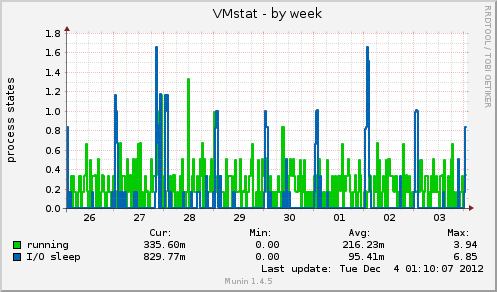 VMstat - by week
RRDTOOL / TOBI OETIKER
process states
1.8
1.6
1.4
1.2
1.0
0.8
0.6
0.4
0.2
0.0
26 27 28 29 30 01 02 03
Cur: Min: Avg: Max:
running 335.60m 0.00 216.23m 3.94
I/O sleep 829.77m 0.00 95.41m 6.85
Last update: Tue Dec 4 01:10:07 2012
Munin 1.4.5